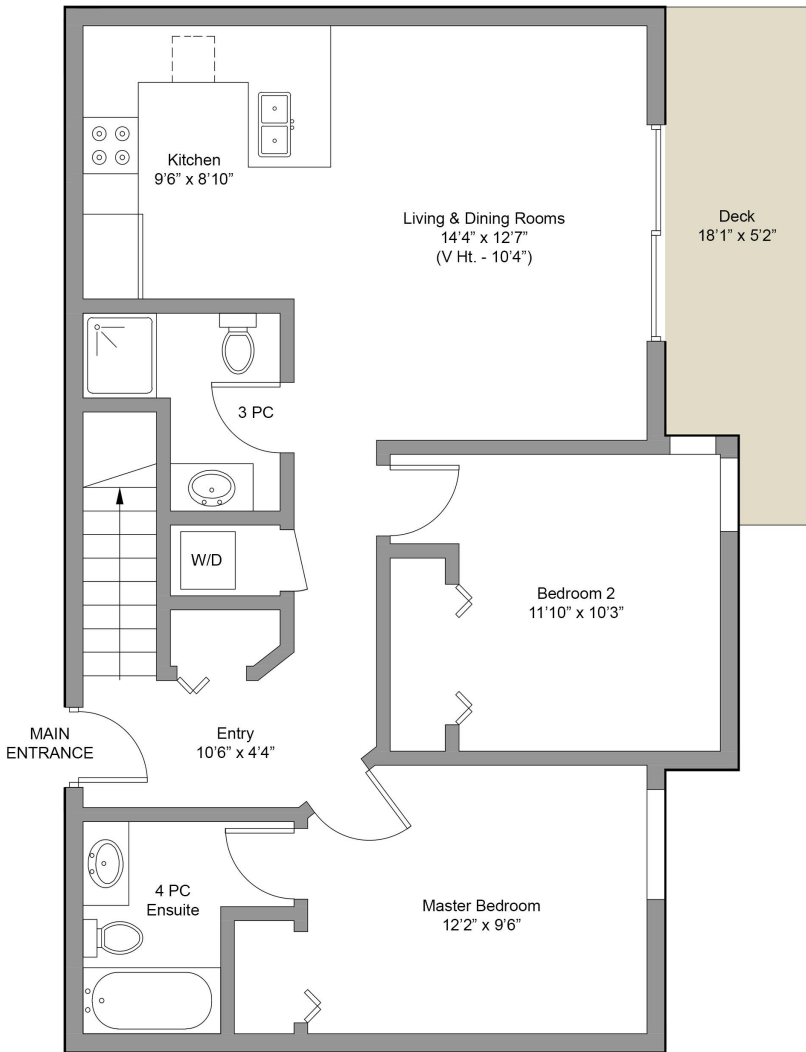 Kitchen
9’6” x 8’10”
Living & Dining Rooms
14’4” x 12’7”
(V Ht. - 10’4”)
Deck
18’1” x 5’2”
3 PC
W/D
Bedroom 2
11’10” x 10’3”
MAIN
ENTRANCE
Entry
10’6” x 4’4”
4 PC
Ensuite
Master Bedroom
12’2” x 9’6”